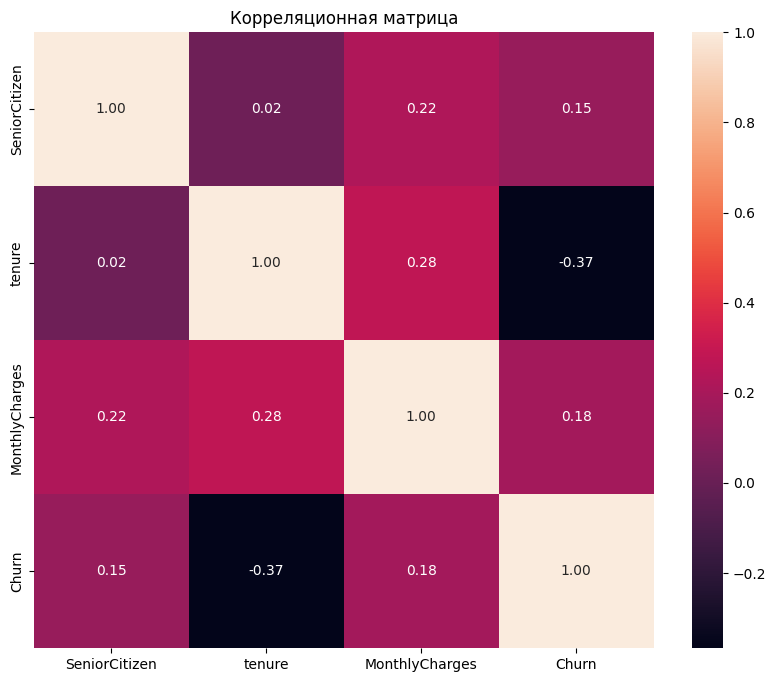 Корреляционная матрица
SeniorCitizen 1.00 0.02 0.22 0.15
tenure 0.02 1.00 0.28 -0.37
MonthlyCharges 0.22 0.28 1.00 0.18
Churn 0.15 -0.37 0.18 1.00
SeniorCitizen tenure MonthlyCharges Churn
1.0
0.8
0.6
0.4
0.2
0.0
−0.2